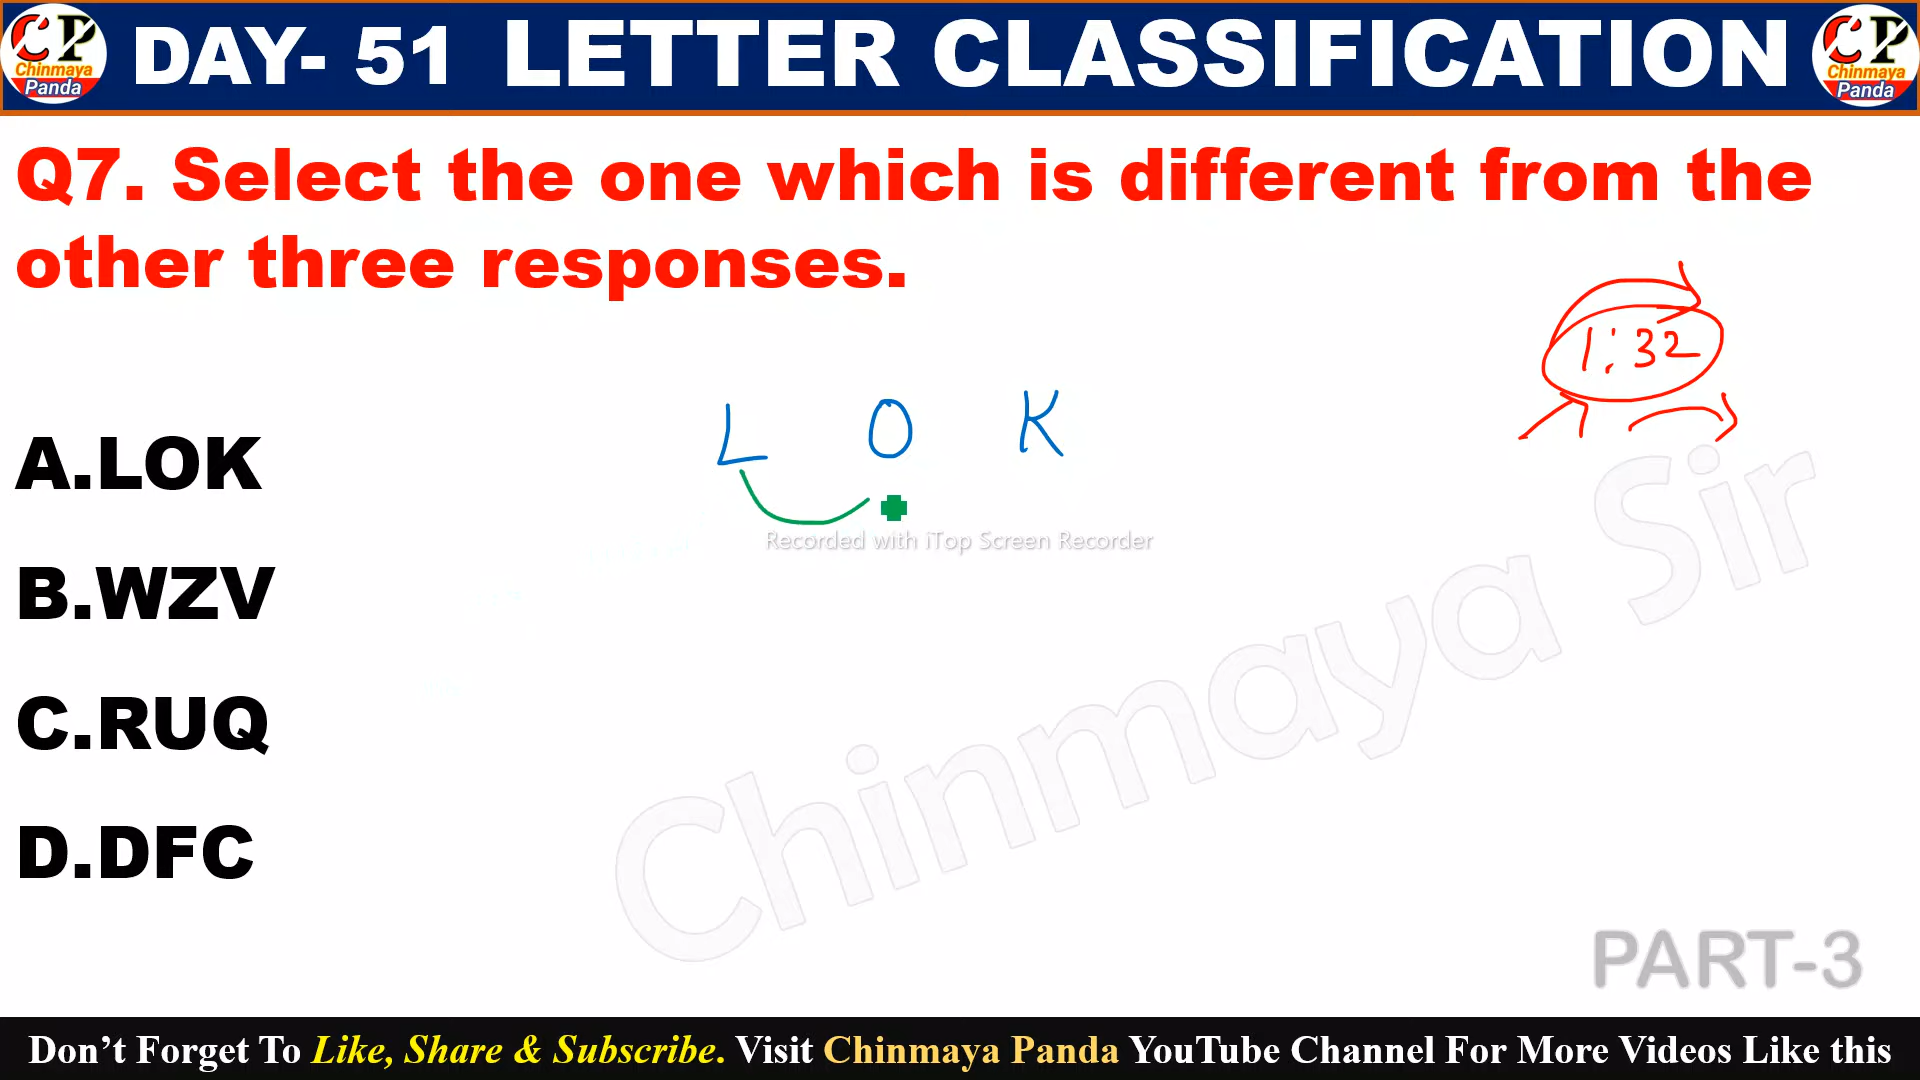 CP Chinmaya Panda DAY- 51 LETTER CLASSIFICATION CP Chinmaya Panda
Q7. Select the one which is different from the
other three responses.
1:32
L O K
A.LOK
Recorded with iTop Screen Recorder
B.WZV
C.RUQ
D.DFC
Chinmaya Sir
PART-3
Don’t Forget To Like, Share & Subscribe. Visit Chinmaya Panda YouTube Channel For More Videos Like this